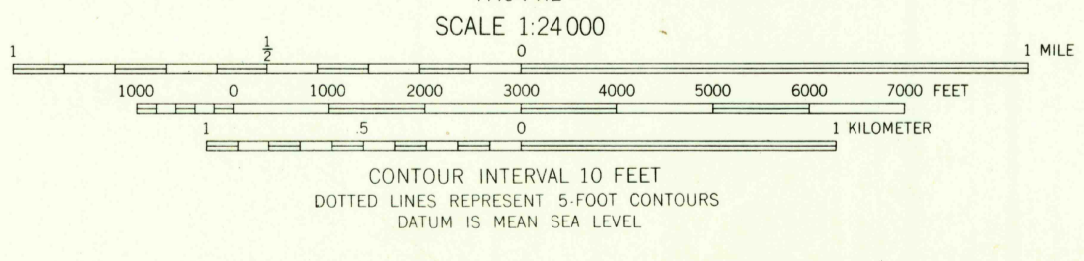 SCALE 1:24 000
1 ½ 0 1 MILE
1000 0 1000 2000 3000 4000 5000 6000 7000 FEET
1 .5 0 1 KILOMETER
CONTOUR INTERVAL 10 FEET
DOTTED LINES REPRESENT 5-FOOT CONTOURS
DATUM IS MEAN SEA LEVEL